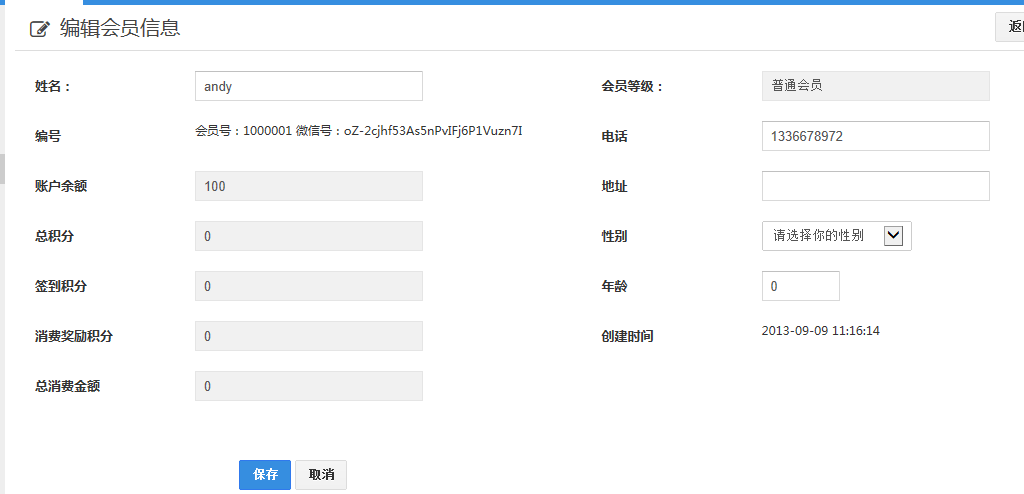 编辑会员信息
返
姓名：
andy
会员等级：
普通会员
编号
会员号：1000001 微信号：oZ-2cjhf53As5nPvIFj6P1Vuzn7I
电话
1336678972
账户余额
100
地址
总积分
0
性别
请选择你的性别
签到积分
0
年龄
0
消费奖励积分
0
创建时间
2013-09-09 11:16:14
总消费金额
0
保存
取消